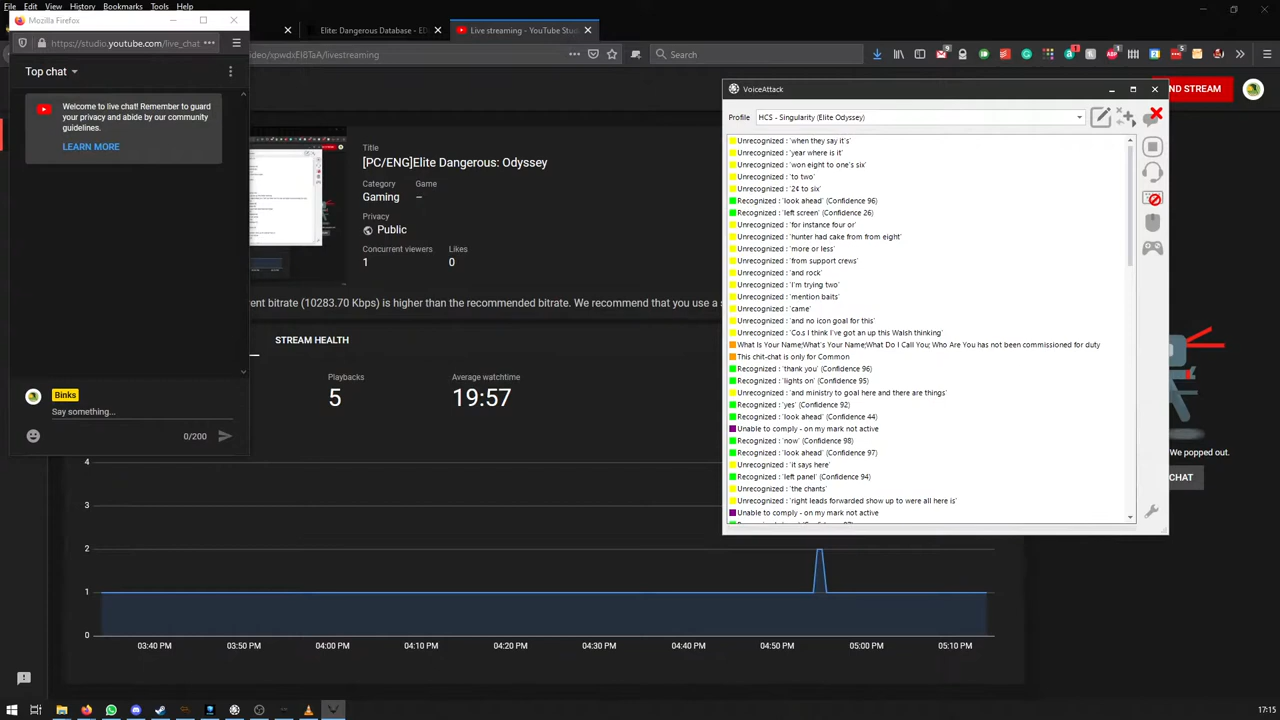 File Edit View History Bookmarks Tools Help
Mozilla Firefox
https://studio.youtube.com/live_chat
Top chat
Welcome to live chat! Remember to guard
your privacy and abide by our community
guidelines.
LEARN MORE
Binks
Say something...
0/200
Elite: Dangerous Database - ED
Live streaming - YouTube Stu
deo/xpwdxEI8TaA/livestreaming
Search
ND STREAM
Title
[PC/ENG]Elite Dangerous: Odyssey
Category
Game
Gaming
Privacy
Public
Concurrent viewers
Likes
1
0
ent bitrate (10283.70 Kbps) is higher than the recommended bitrate. We recommend that you use a s
STREAM HEALTH
Playbacks
Average watchtime
5
19:57
We popped out.
CHAT
VoiceAttack
Profile
HCS - Singularity (Elite Odyssey)
Unrecognized : 'when they say it's'
Unrecognized : 'year where is it'
Unrecognized : 'won eight to one's six'
Unrecognized : 'to two'
Unrecognized : '2¢ to six'
Recognized : 'look ahead' (Confidence 96)
Recognized : 'left screen' (Confidence 26)
Unrecognized : 'for instance four or'
Unrecognized : 'hunter had cake from from eight'
Unrecognized : 'more or less'
Unrecognized : 'from support crews'
Unrecognized : 'and rock'
Unrecognized : 'I'm trying two'
Unrecognized : 'mention baits'
Unrecognized : 'came'
Unrecognized : 'and no icon goal for this'
Unrecognized : 'Co.s I think I've got an up this Walsh thinking'
What Is Your Name;What's Your Name;What Do I Call You; Who Are You has not been commissioned for duty
This chit-chat is only for Common
Recognized : 'thank you' (Confidence 96)
Recognized : 'lights on' (Confidence 95)
Unrecognized : 'and ministry to goal here and there are things'
Recognized : 'yes' (Confidence 92)
Recognized : 'look ahead' (Confidence 44)
Unable to comply - on my mark not active
Recognized : 'now' (Confidence 98)
Recognized : 'look ahead' (Confidence 97)
Unrecognized : 'it says here'
Recognized : 'left panel' (Confidence 94)
Unrecognized : 'the chants'
Unrecognized : 'right leads forwarded show up to were all here is'
Unable to comply - on my mark not active
4
3
2
1
0
03:40 PM
03:50 PM
04:00 PM
04:10 PM
04:20 PM
04:30 PM
04:40 PM
04:50 PM
05:00 PM
05:10 PM
17:15